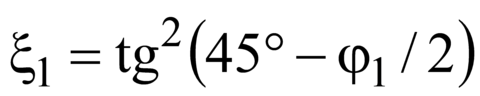 ξ₁ = tg²(45° − φ₁ / 2)